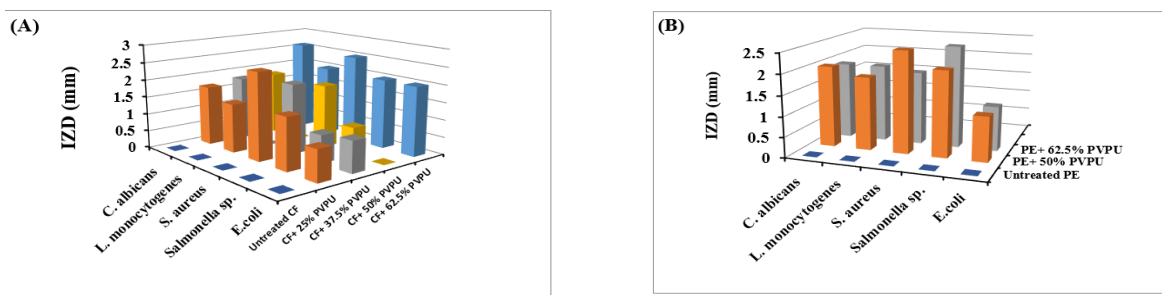 (A)
IZD (mm)
3
2.5
2
1.5
1
0.5
0
C. albicans
L. monocytogenes
S. aureus
Salmonella sp.
E.coli
Untreated CF
CF+ 25% PVPU
CF+ 37.5% PVPU
CF+ 50% PVPU
CF+ 62.5% PVPU
(B)
IZD (mm)
2.5
2
1.5
1
0.5
0
C. albicans
L. monocytogenes
S. aureus
Salmonella sp.
E.coli
PE+ 62.5% PVPU
PE+ 50% PVPU
Untreated PE